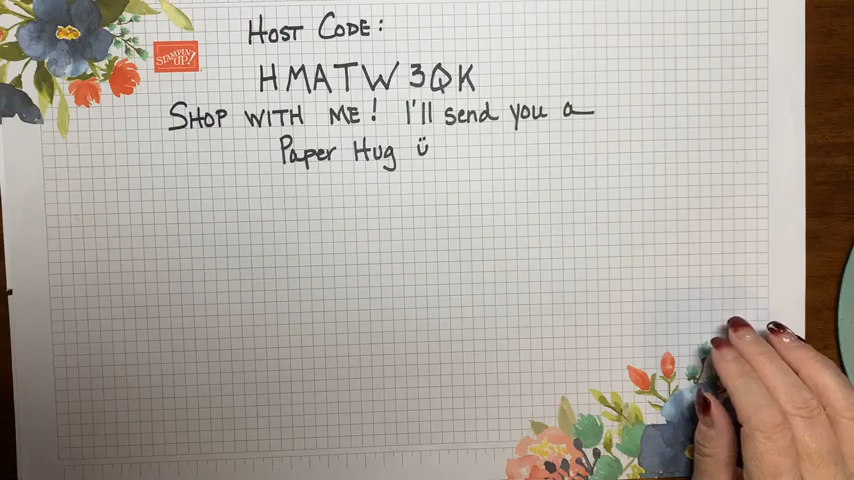 HOST CODE:
STAMPIN' UP!
HMATW3QK
SHOP WITH ME! I'll send you a
Paper Hug ü